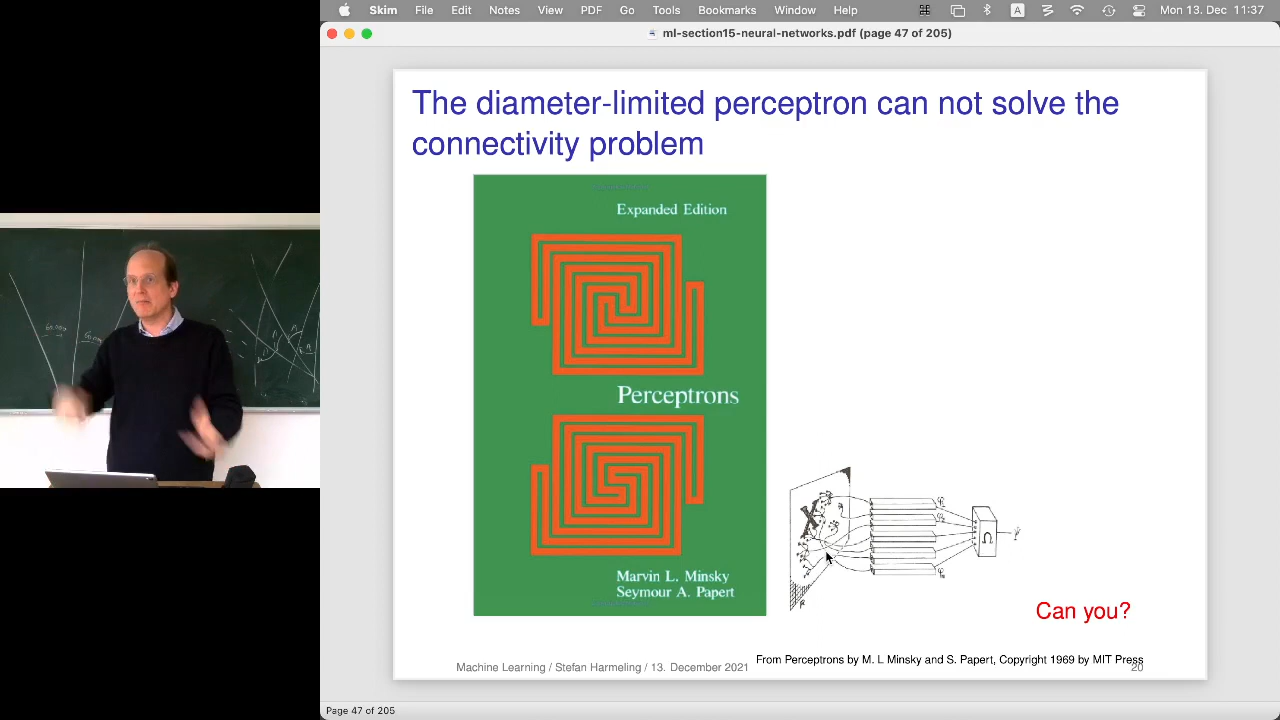 Skim File Edit Notes View PDF Go Tools Bookmarks Window Help A Mon 13. Dec 11:37
ml-section15-neural-networks.pdf (page 47 of 205)
The diameter-limited perceptron can not solve the
connectivity problem
Expanded Edition
Perceptrons
Marvin L. Minsky
Seymour A. Papert
Can you?
From Perceptrons by M. L Minsky and S. Papert, Copyright 1969 by MIT Press
Machine Learning / Stefan Harmeling / 13. December 2021
20
Page 47 of 205